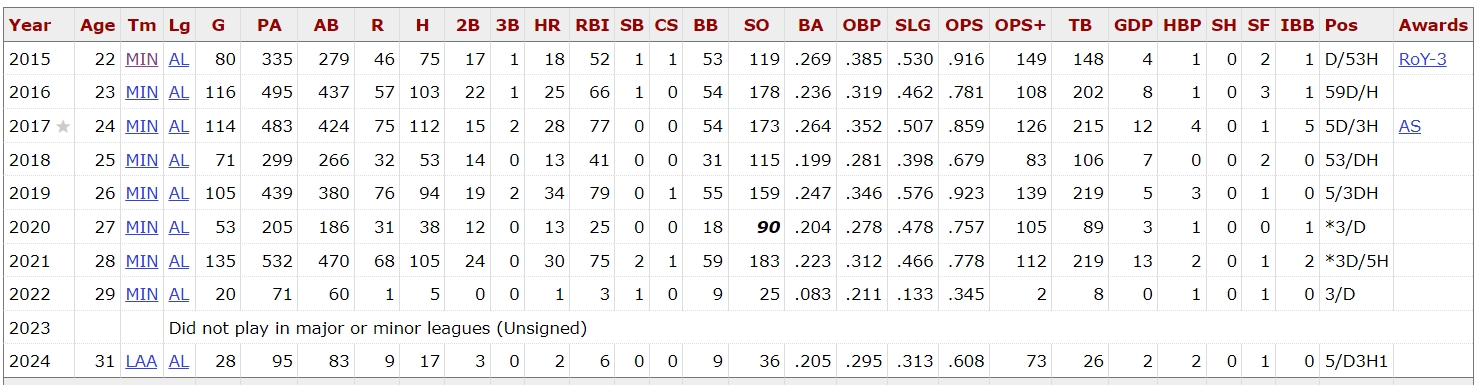 Year Age Tm Lg G PA AB R H 2B 3B HR RBI SB CS BB SO BA OBP SLG OPS OPS+ TB GDP HBP SH SF IBB Pos Awards
2015 22 MIN AL 80 335 279 46 75 17 1 18 52 1 1 53 119 .269 .385 .530 .916 149 148 4 1 0 2 1 D/53H RoY-3
2016 23 MIN AL 116 495 437 57 103 22 1 25 66 1 0 54 178 .236 .319 .462 .781 108 202 8 1 0 3 1 59D/H
2017 ★ 24 MIN AL 114 483 424 75 112 15 2 28 77 0 0 54 173 .264 .352 .507 .859 126 215 12 4 0 1 5 5D/3H AS
2018 25 MIN AL 71 299 266 32 53 14 0 13 41 0 0 31 115 .199 .281 .398 .679 83 106 7 0 0 2 0 53/DH
2019 26 MIN AL 105 439 380 76 94 19 2 34 79 0 1 55 159 .247 .346 .576 .923 139 219 5 3 0 1 0 5/3DH
2020 27 MIN AL 53 205 186 31 38 12 0 13 25 0 0 18 90 .204 .278 .478 .757 105 89 3 1 0 0 1 *3/D
2021 28 MIN AL 135 532 470 68 105 24 0 30 75 2 1 59 183 .223 .312 .466 .778 112 219 13 2 0 1 2 *3D/5H
2022 29 MIN AL 20 71 60 1 5 0 0 1 3 1 0 9 25 .083 .211 .133 .345 2 8 0 1 0 1 0 3/D
2023 Did not play in major or minor leagues (Unsigned)
2024 31 LAA AL 28 95 83 9 17 3 0 2 6 0 0 9 36 .205 .295 .313 .608 73 26 2 2 0 1 0 5/D3H1